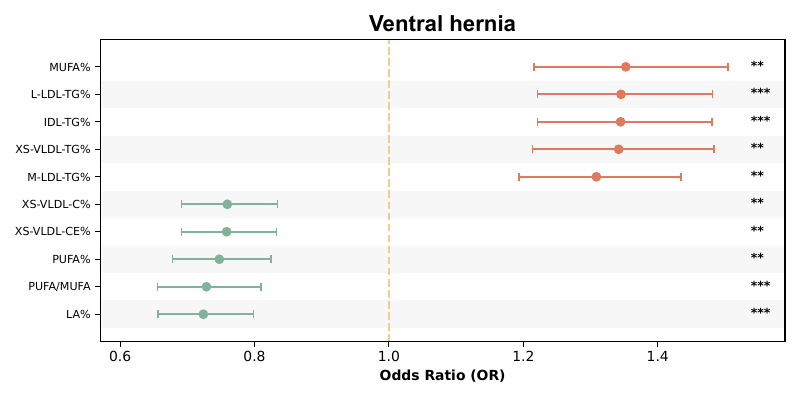 Ventral hernia
MUFA% **
L-LDL-TG% ***
IDL-TG% ***
XS-VLDL-TG% **
M-LDL-TG% **
XS-VLDL-C% **
XS-VLDL-CE% **
PUFA% **
PUFA/MUFA ***
LA% ***
0.6 0.8 1.0 1.2 1.4
Odds Ratio (OR)